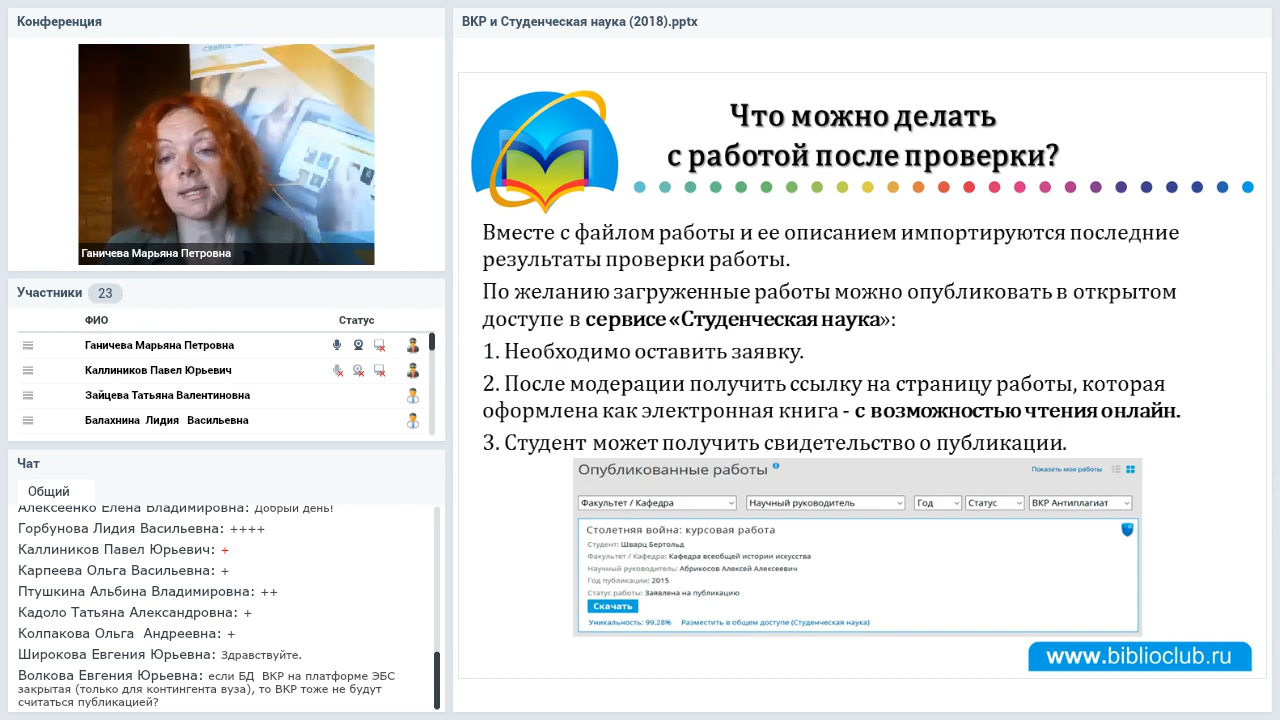 Конференция
Ганичева Марьяна Петровна
Участники 23
ФИО Статус
Ганичева Марьяна Петровна
Каллиников Павел Юрьевич
Зайцева Татьяна Валентиновна
Балахнина Лидия Васильевна
Чат
Общий
Алексеенко Елена Владимировна: Добрый день!
Горбунова Лидия Васильевна: ++++
Каллиников Павел Юрьевич: +
Карпеева Ольга Васильевна: +
Птушкина Альбина Владимировна: ++
Кадоло Татьяна Александровна: +
Колмакова Ольга Андреевна: +
Широкова Евгения Юрьевна: Здравствуйте.
Волкова Евгения Юрьевна: если БД ВКР на платформе ЭБС
закрытая (только для контингента вуза), то ВКР тоже не будут
считаться публикацией?
ВКР и Студенческая наука (2018).pptx
Что можно делать
с работой после проверки?
Вместе с файлом работы и ее описанием импортируются последние
результаты проверки работы.
По желанию загруженные работы можно опубликовать в открытом
доступе в сервисе «Студенческая наука»:
1. Необходимо оставить заявку.
2. После модерации получить ссылку на страницу работы, которая
оформлена как электронная книга - с возможностью чтения онлайн.
3. Студент может получить свидетельство о публикации.
Опубликованные работы Показать мои работы
Факультет / Кафедра Научный руководитель Год Статус ВКР Антиплагиат
Столетняя война: курсовая работа
Студент: Шварц Бертольд
Факультет / Кафедра: Кафедра всеобщей истории искусства
Научный руководитель: Абрикосов Алексей Алексеевич
Год публикации: 2015
Статус работы: Заявлена на публикацию
Скачать
Уникальность: 99.28% Разместить в общем доступе (Студенческая наука)
www.biblioclub.ru